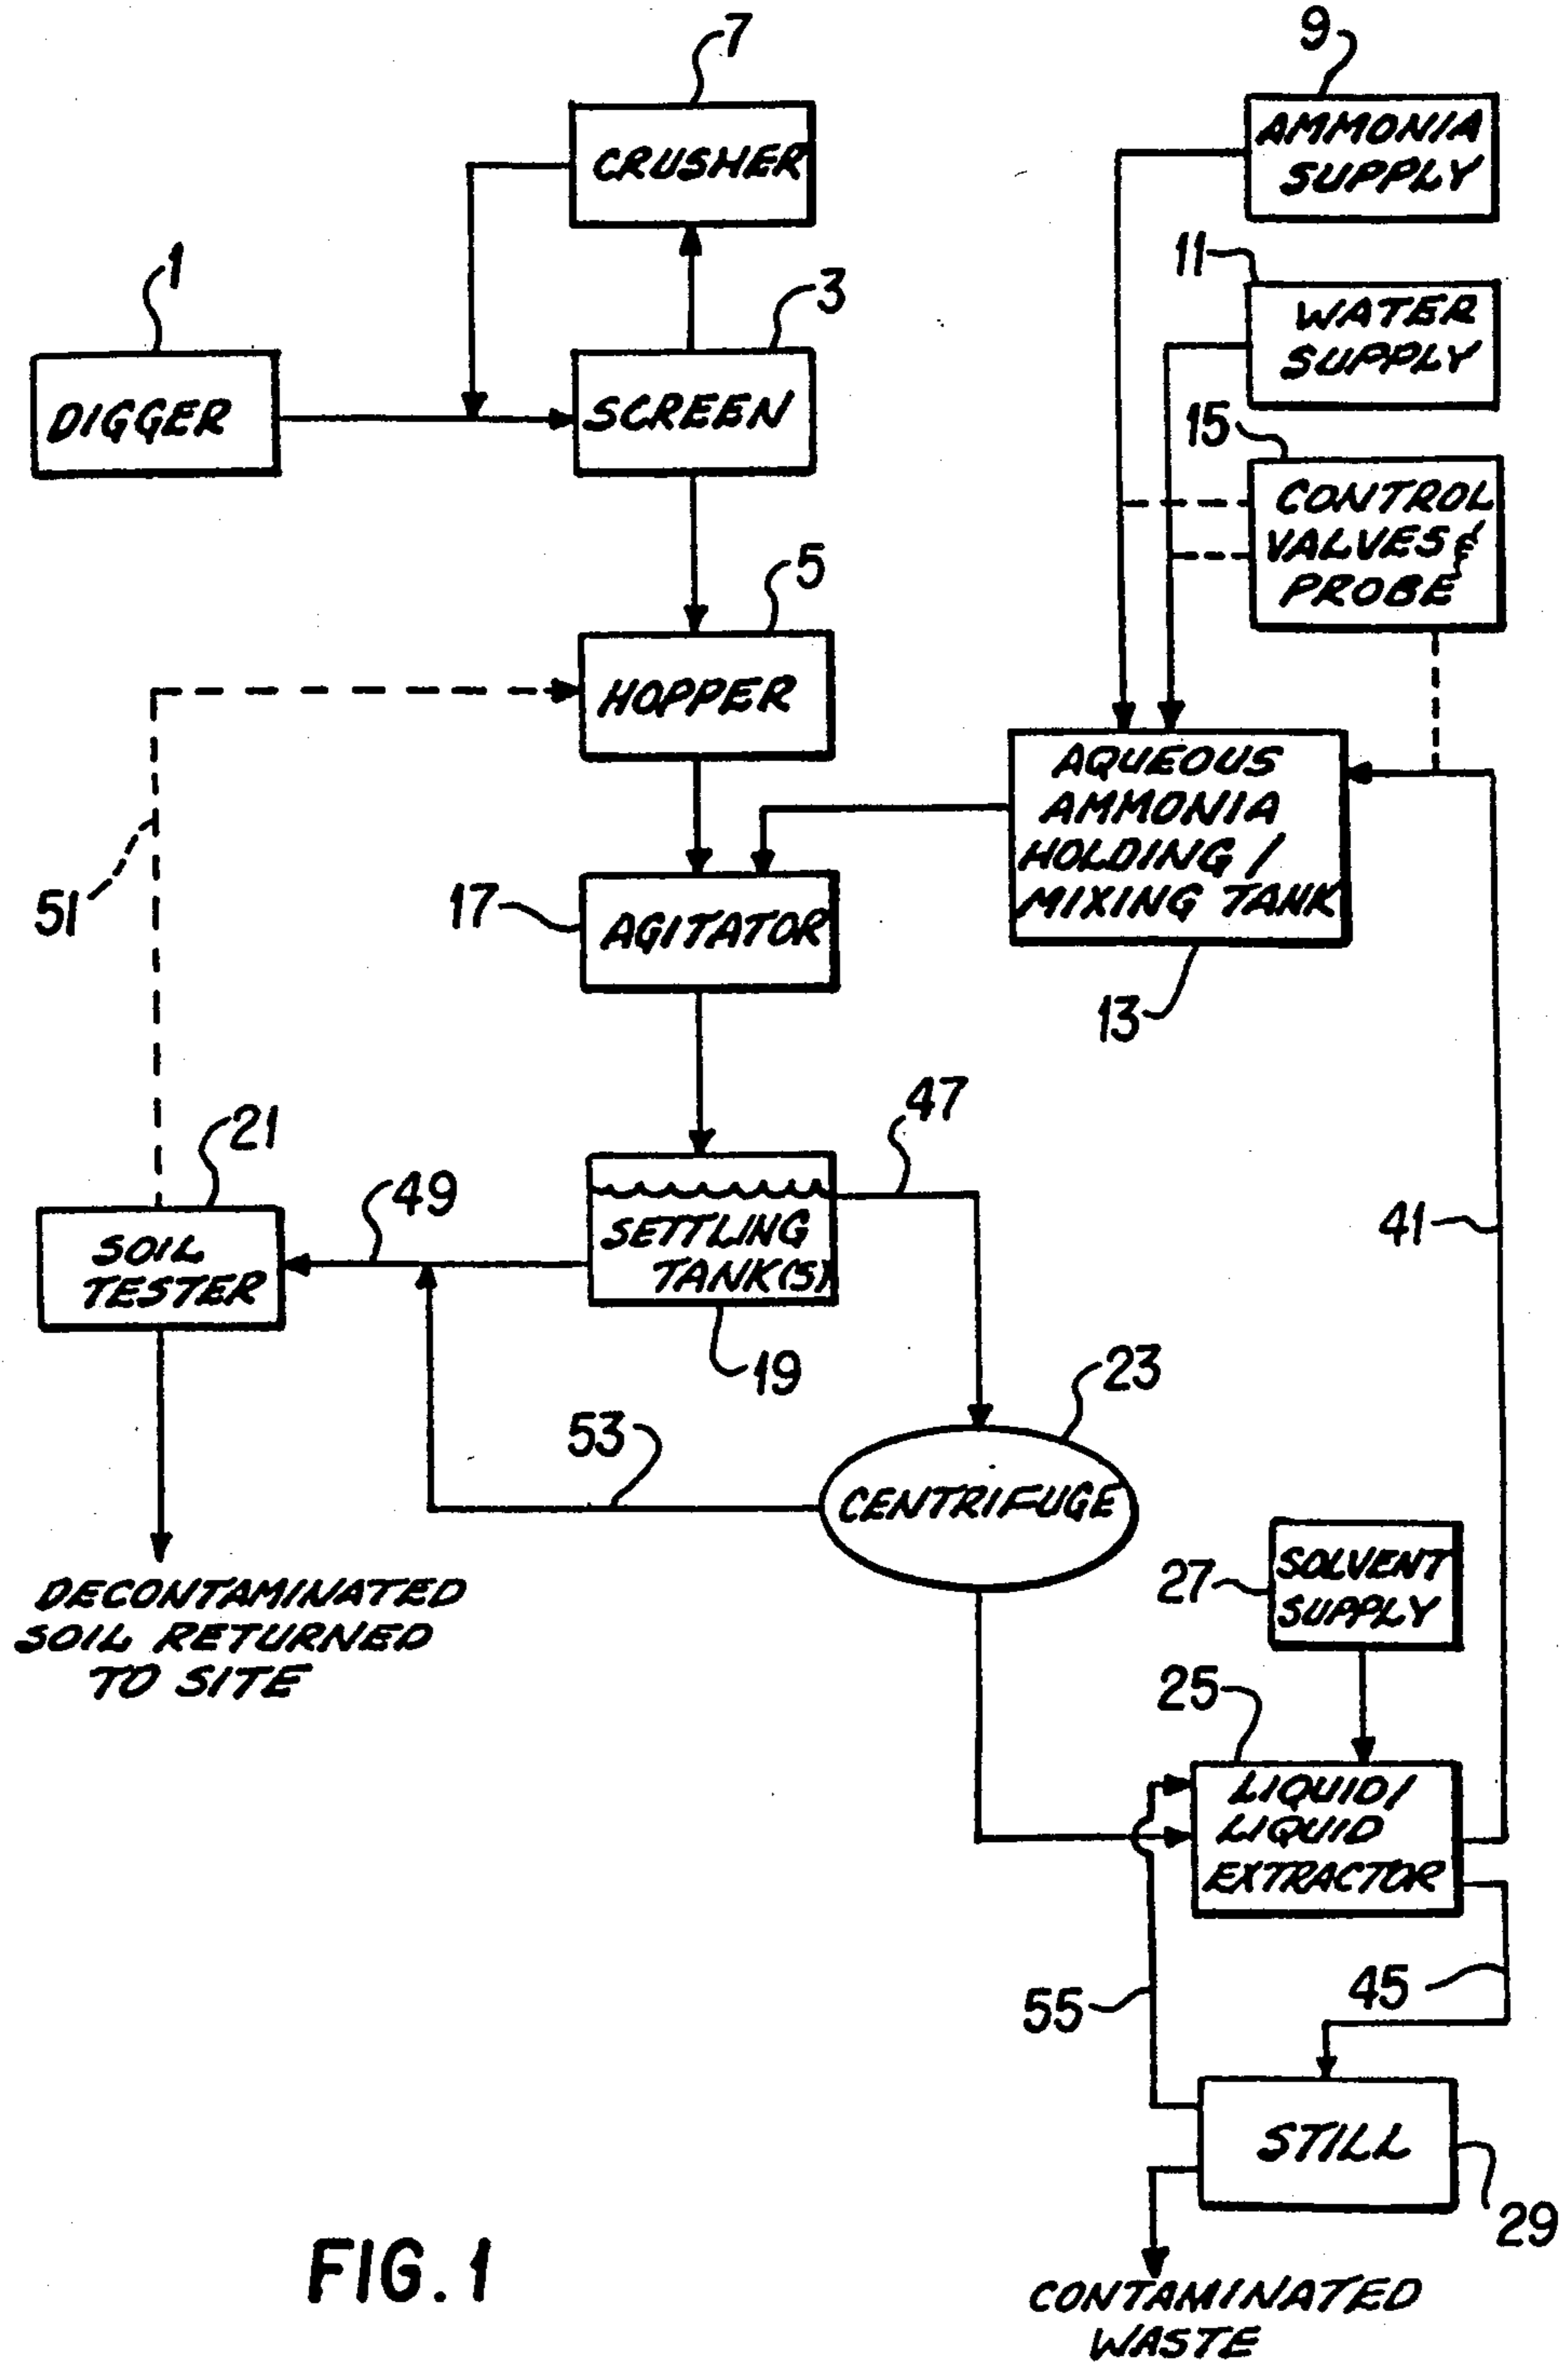 7
CRUSHER
9
AMMONIA
SUPPLY
1
DIGGER
3
SCREEN
11
WATER
SUPPLY
15
CONTROL
VALVES &
PROBE
5
HOPPER
AQUEOUS
AMMONIA
HOLDING /
MIXING TANK
13
51
17
AGITATOR
47
21
SOIL
TESTER
49
SETTLING
TANK(S)
19
41
23
CENTRIFUGE
53
DECONTAMINATED
SOIL RETURNED
TO SITE
27
SOLVENT
SUPPLY
25
LIQUID/
LIQUID
EXTRACTOR
55
45
STILL
29
CONTAMINATED
WASTE
FIG. 1